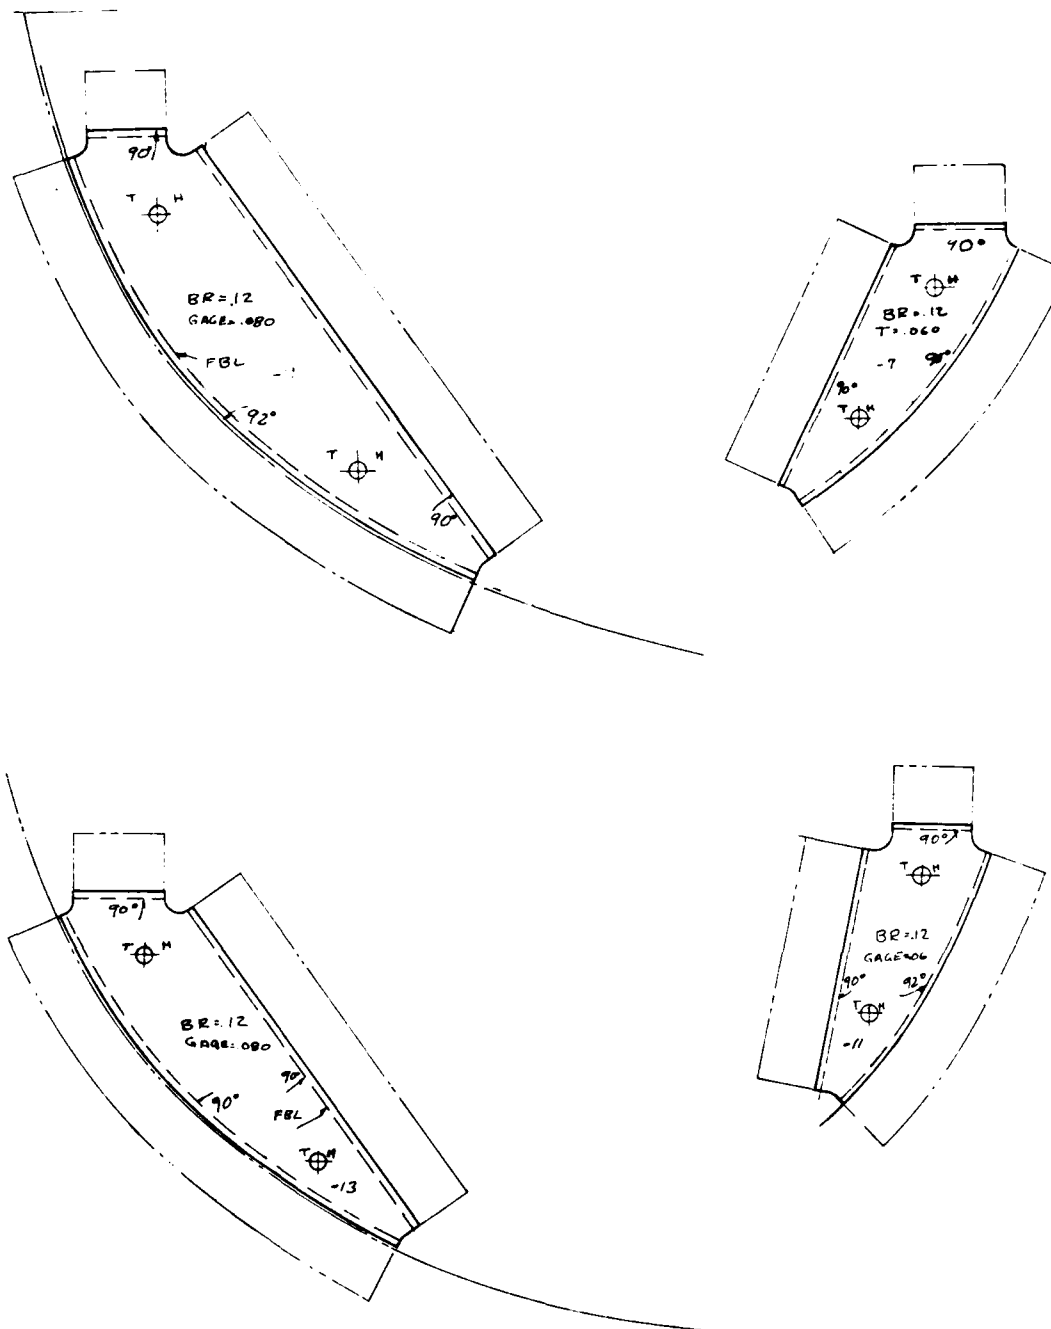 90°
T H
BR=.12
GAGE=.080
FBL
92°
T H
90°
90°
T H
BR=.12
T=.060
-7 90°
90°
T H
90°
T H
BR=.12
GAGE=.080
90
90°
FBL
T H
-13
90°
T H
BR=.12
GAGE=.06
90° 92°
T H
-11